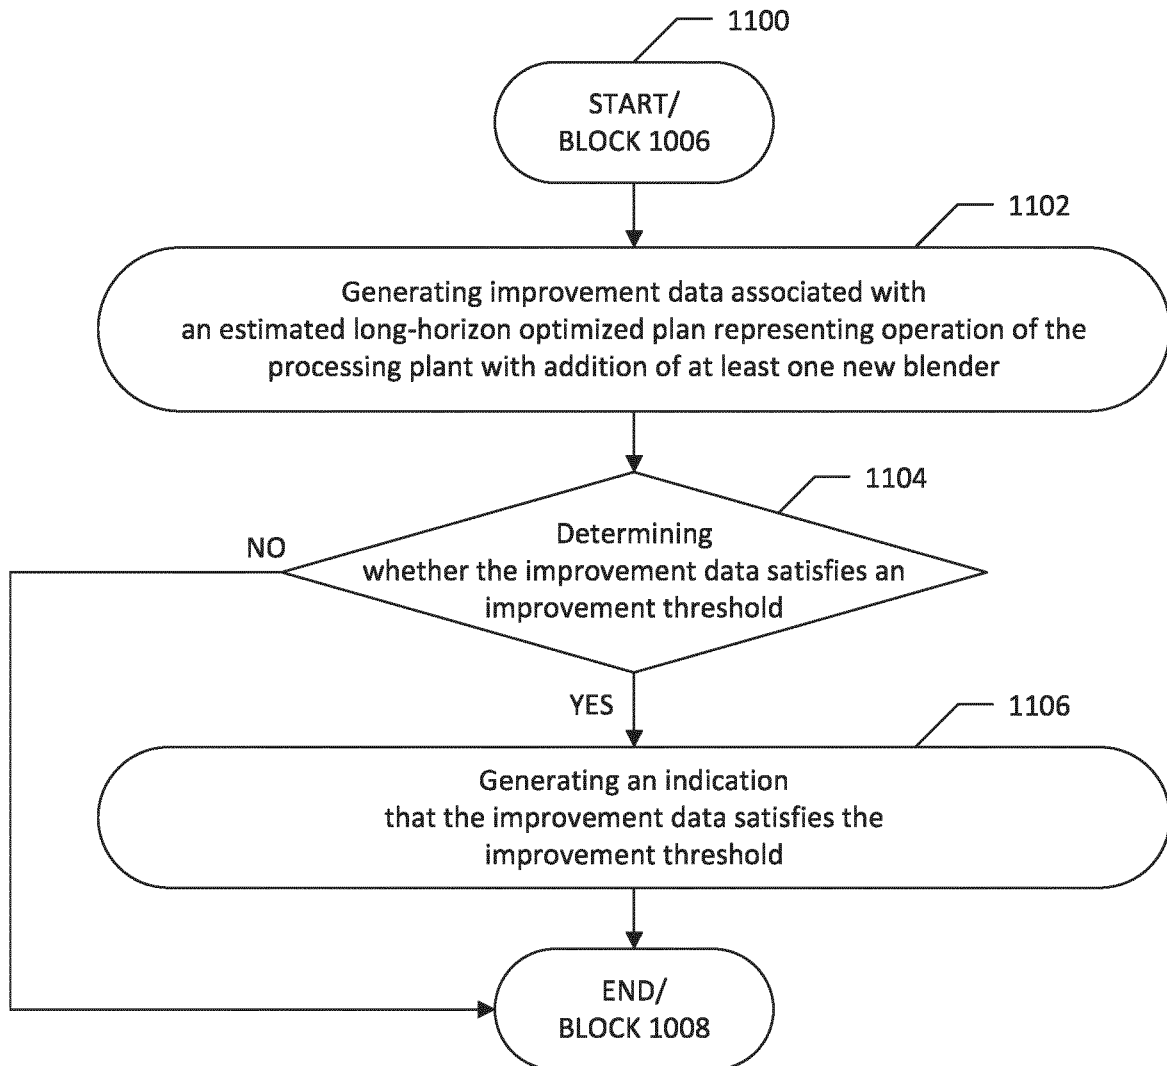 1100
START/
BLOCK 1006
1102
Generating improvement data associated with
an estimated long-horizon optimized plan representing operation of the
processing plant with addition of at least one new blender
1104
NO
Determining
whether the improvement data satisfies an
improvement threshold
YES
1106
Generating an indication
that the improvement data satisfies the
improvement threshold
END/
BLOCK 1008